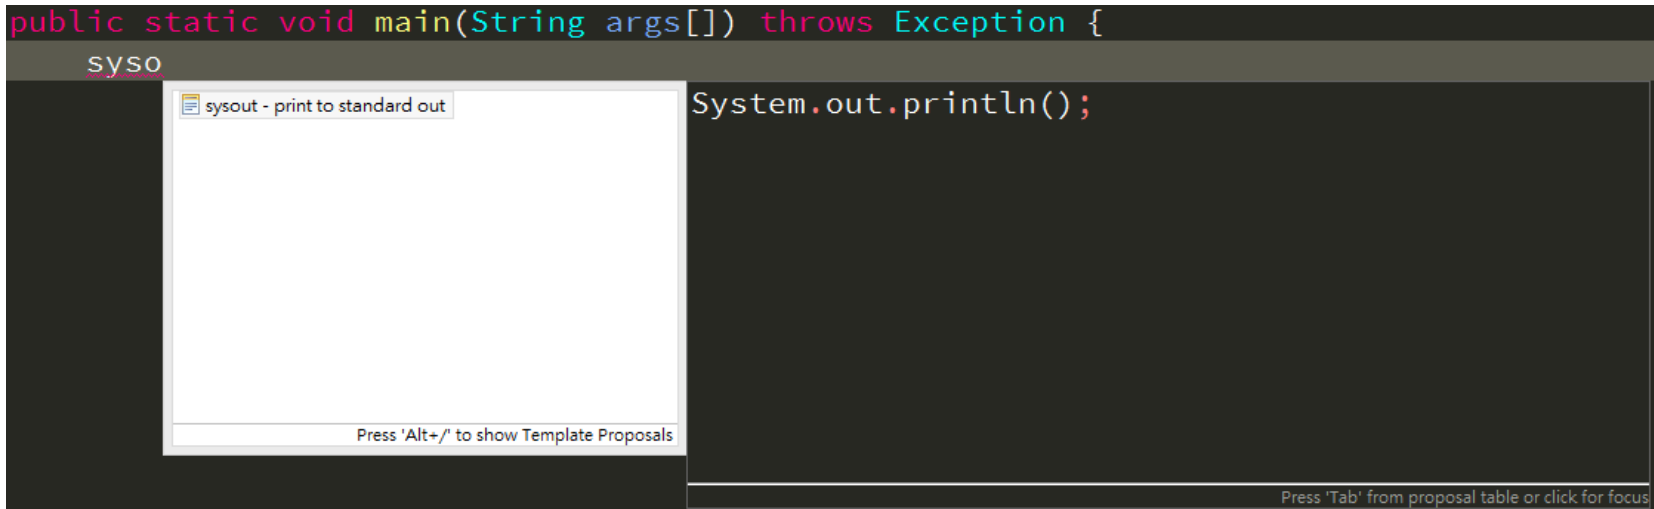 public static void main(String args[]) throws Exception {
syso
sysout - print to standard out
System.out.println();
Press 'Alt+/' to show Template Proposals
Press 'Tab' from proposal table or click for focus